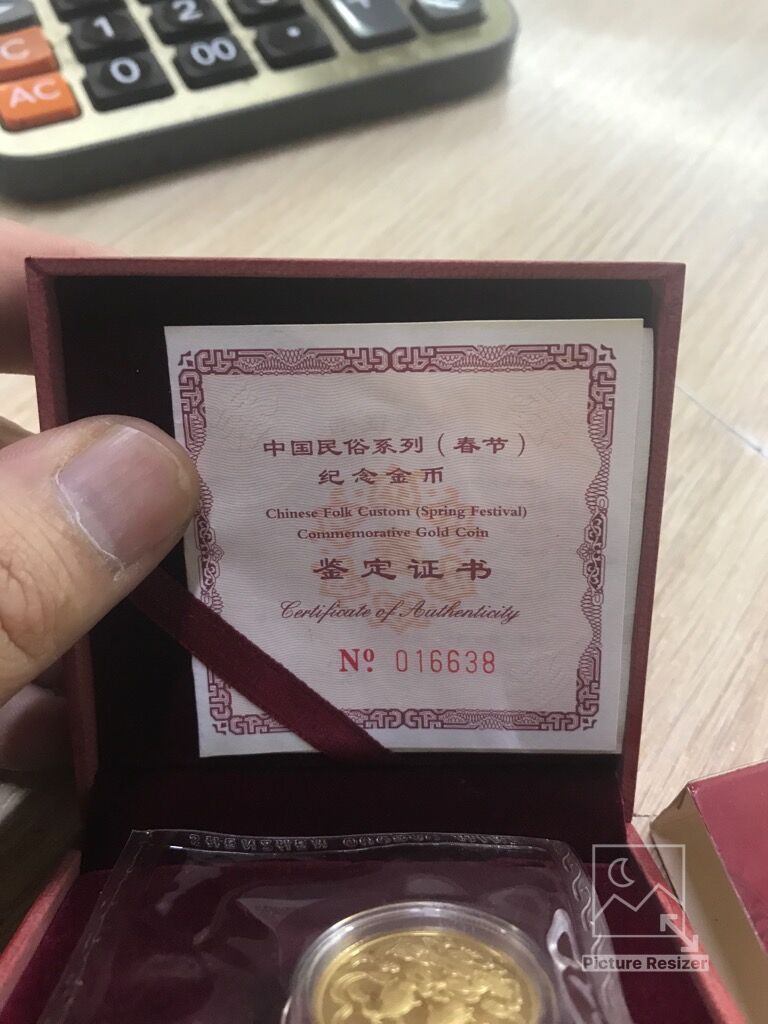 1
2
C
0
00
·
AC
中国民俗系列（春节）
纪念金币
Chinese Folk Custom (Spring Festival)
Commemorative Gold Coin
鉴定证书
Certificate of Authenticity
Nº 016638
Picture Resizer